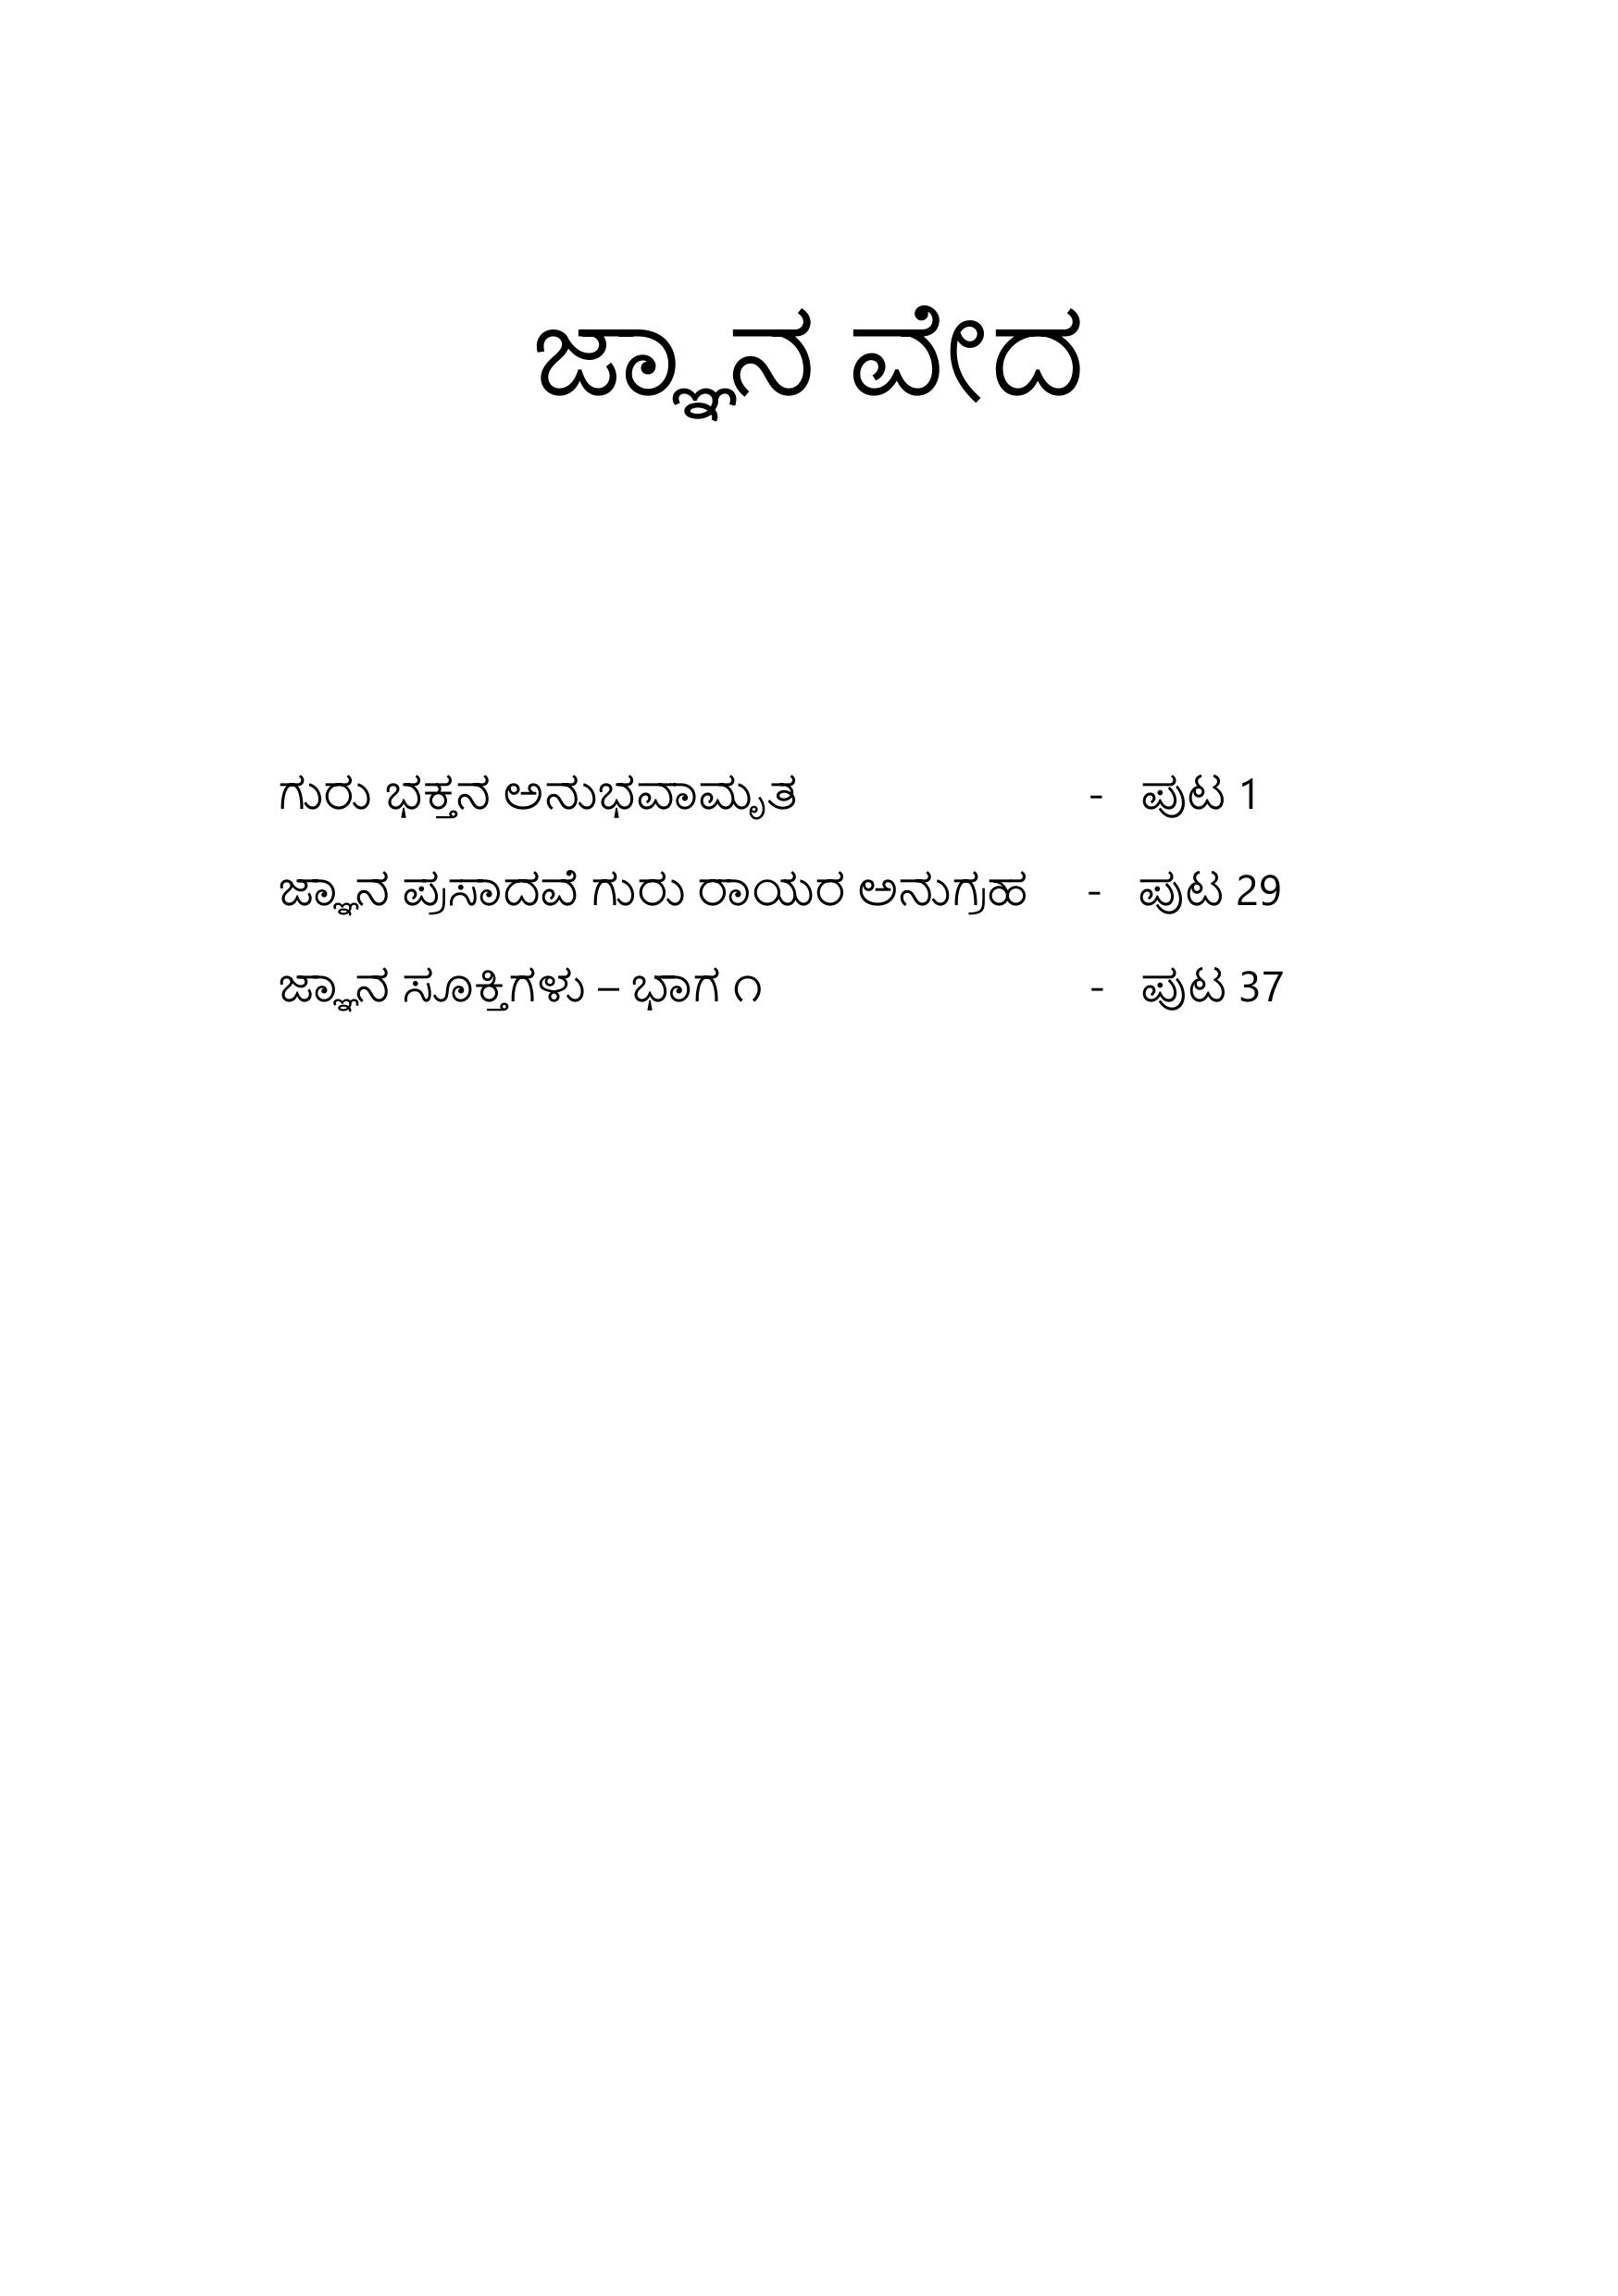 ಜ್ಞಾನ ವೇದ
ಗುರು ಭಕ್ತನ ಅನುಭವಾಮೃತ - ಪುಟ 1
ಜ್ಞಾನ ಪ್ರಸಾದವೆ ಗುರು ರಾಯರ ಅನುಗ್ರಹ - ಪುಟ 29
ಜ್ಞಾನ ಸೂಕ್ತಿಗಳು – ಭಾಗ ೧ - ಪುಟ 37